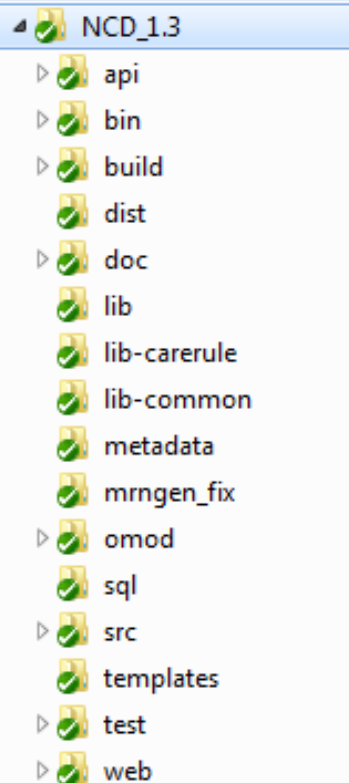 NCD_1.3
api
bin
build
dist
doc
lib
lib-carerule
lib-common
metadata
mrngen_fix
omod
sql
src
templates
test
web